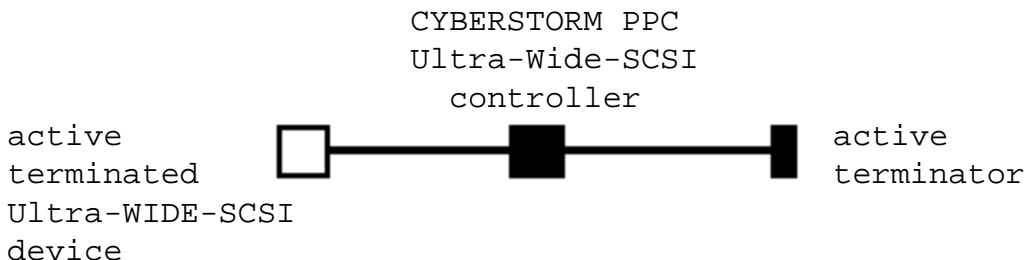 CYBERSTORM PPC
Ultra-Wide-SCSI
controller
active
terminated
Ultra-WIDE-SCSI
device
active
terminator